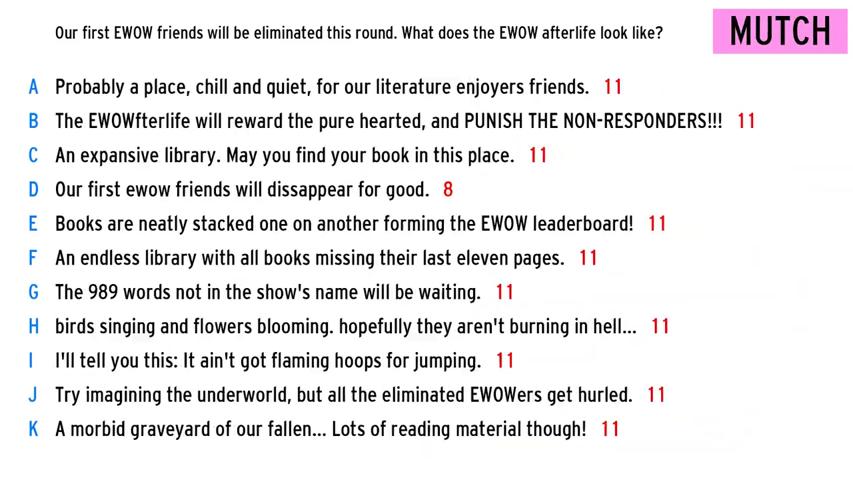 Our first EWOW friends will be eliminated this round. What does the EWOW afterlife look like?
MUTCH
A Probably a place, chill and quiet, for our literature enjoyers friends. 11
B The EWOWfterlife will reward the pure hearted, and PUNISH THE NON-RESPONDERS!!! 11
C An expansive library. May you find your book in this place. 11
D Our first ewow friends will dissappear for good. 8
E Books are neatly stacked one on another forming the EWOW leaderboard! 11
F An endless library with all books missing their last eleven pages. 11
G The 989 words not in the show's name will be waiting. 11
H birds singing and flowers blooming. hopefully they aren't burning in hell... 11
I I'll tell you this: It ain't got flaming hoops for jumping. 11
J Try imagining the underworld, but all the eliminated EWOWers get hurled. 11
K A morbid graveyard of our fallen... Lots of reading material though! 11